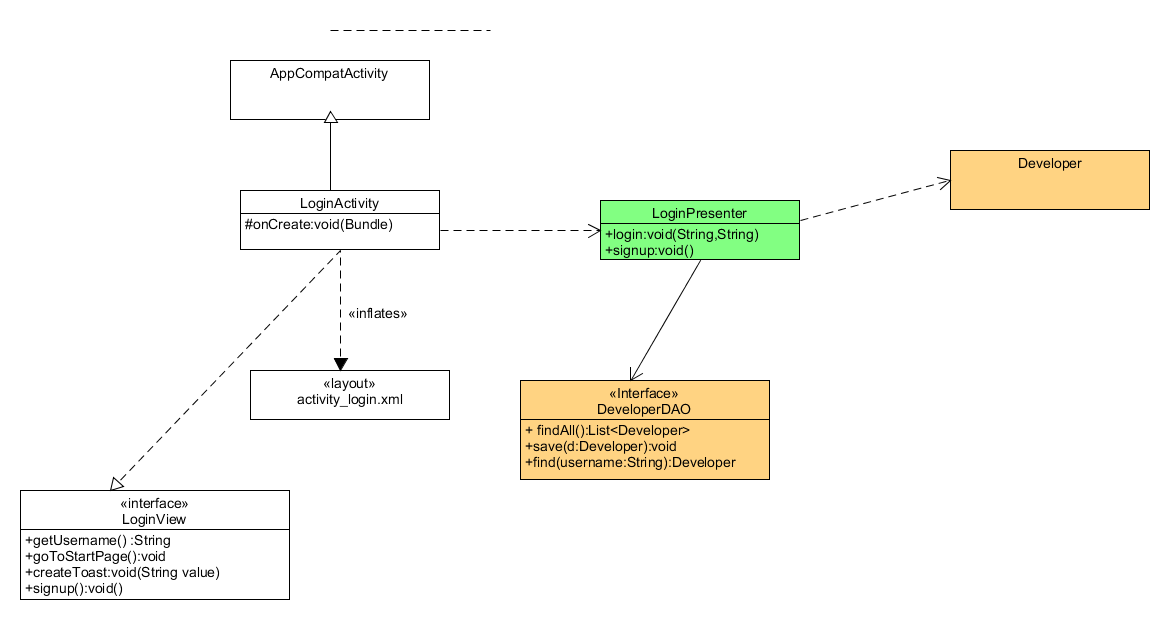 AppCompatActivity
Developer
LoginActivity
#onCreate:void(Bundle)
LoginPresenter
+login:void(String,String)
+signup:void()
«inflates»
«layout»
activity_login.xml
«Interface»
DeveloperDAO
+ findAll():List<Developer>
+save(d:Developer):void
+find(username:String):Developer
«interface»
LoginView
+getUsername() :String
+goToStartPage():void
+createToast:void(String value)
+signup():void()